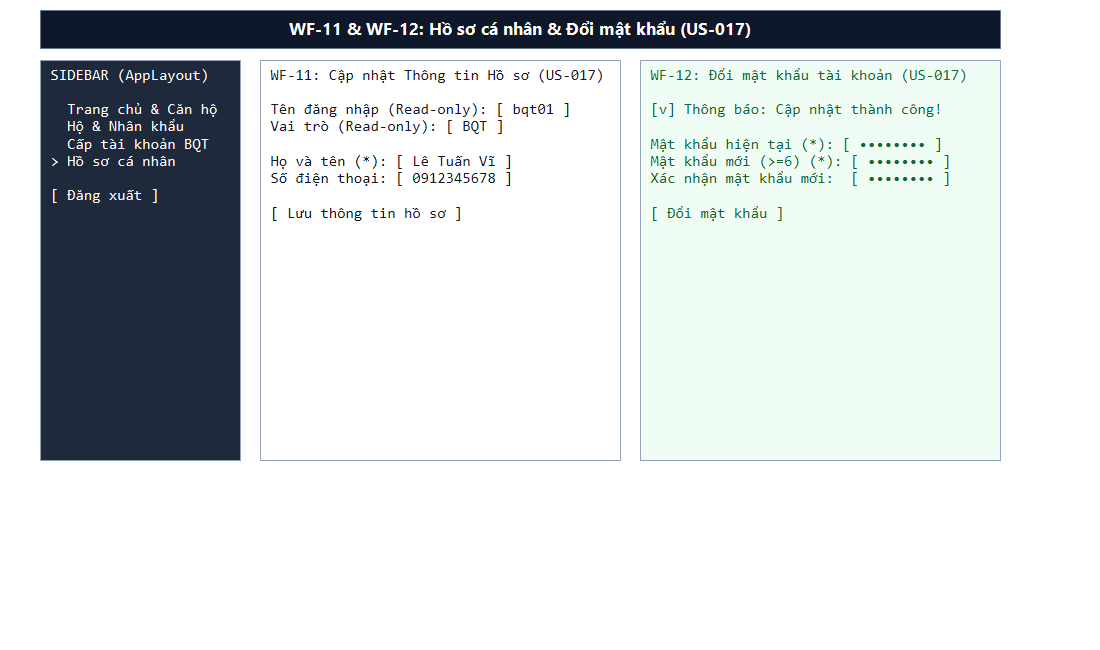 WF-11 & WF-12: Hồ sơ cá nhân & Đổi mật khẩu (US-017)
SIDEBAR (AppLayout)
Trang chủ & Căn hộ
Hộ & Nhân khẩu
Cấp tài khoản BQT
> Hồ sơ cá nhân
[ Đăng xuất ]
WF-11: Cập nhật Thông tin Hồ sơ (US-017)
Tên đăng nhập (Read-only): [ bqt01 ]
Vai trò (Read-only): [ BQT ]
Họ và tên (*): [ Lê Tuấn Vĩ ]
Số điện thoại: [ 0912345678 ]
[ Lưu thông tin hồ sơ ]
WF-12: Đổi mật khẩu tài khoản (US-017)
[v] Thông báo: Cập nhật thành công!
Mật khẩu hiện tại (*): [ •••••••• ]
Mật khẩu mới (>=6) (*): [ •••••••• ]
Xác nhận mật khẩu mới: [ •••••••• ]
[ Đổi mật khẩu ]